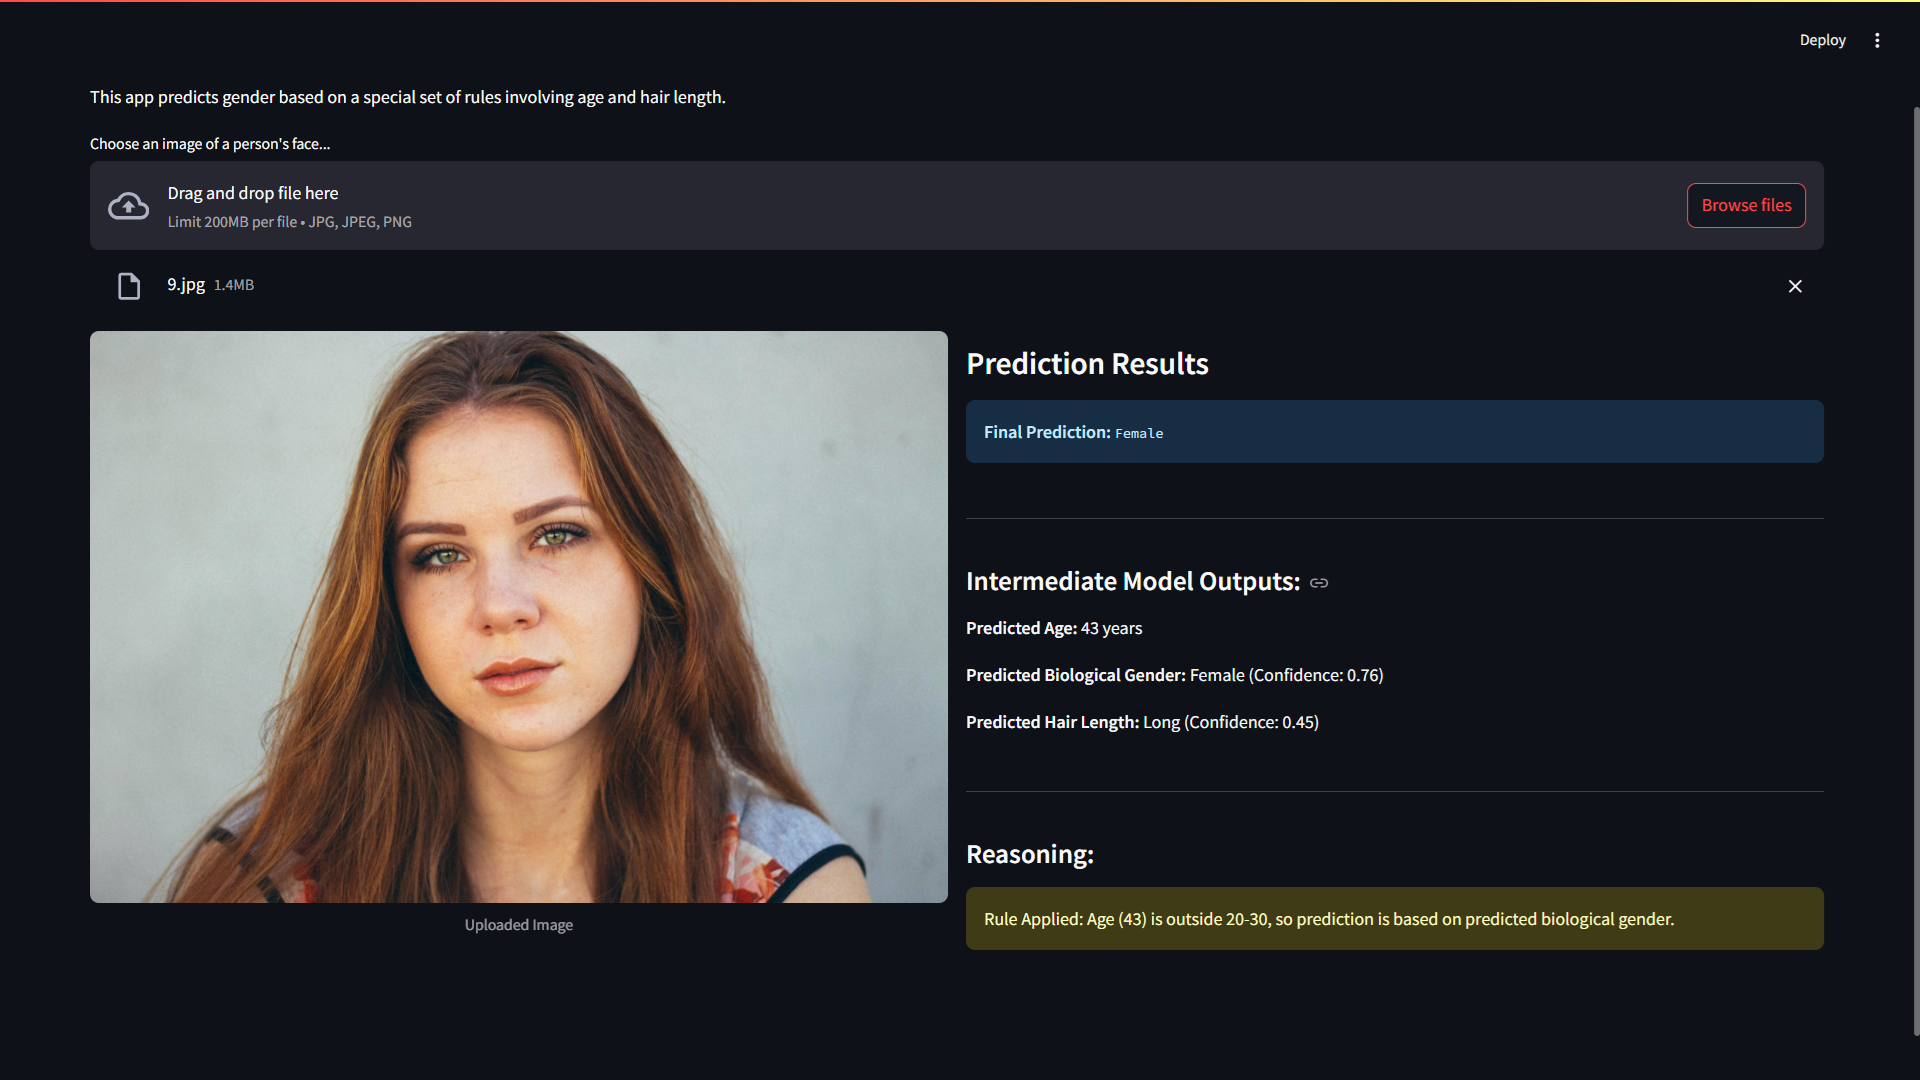 Deploy
This app predicts gender based on a special set of rules involving age and hair length.
Choose an image of a person's face...
Drag and drop file here
Limit 200MB per file • JPG, JPEG, PNG
Browse files
9.jpg 1.4MB
Prediction Results
Final Prediction: Female
Intermediate Model Outputs:
Predicted Age: 43 years
Predicted Biological Gender: Female (Confidence: 0.76)
Predicted Hair Length: Long (Confidence: 0.45)
Reasoning:
Rule Applied: Age (43) is outside 20-30, so prediction is based on predicted biological gender.
Uploaded Image